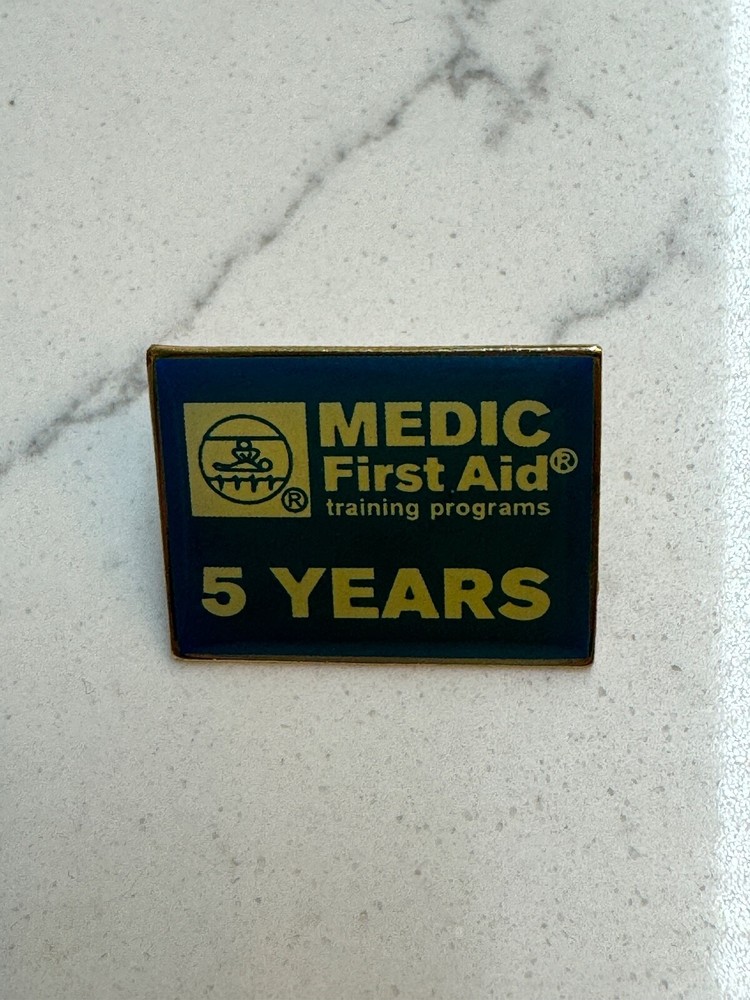 MEDIC
First Aid®
training programs
®
5 YEARS